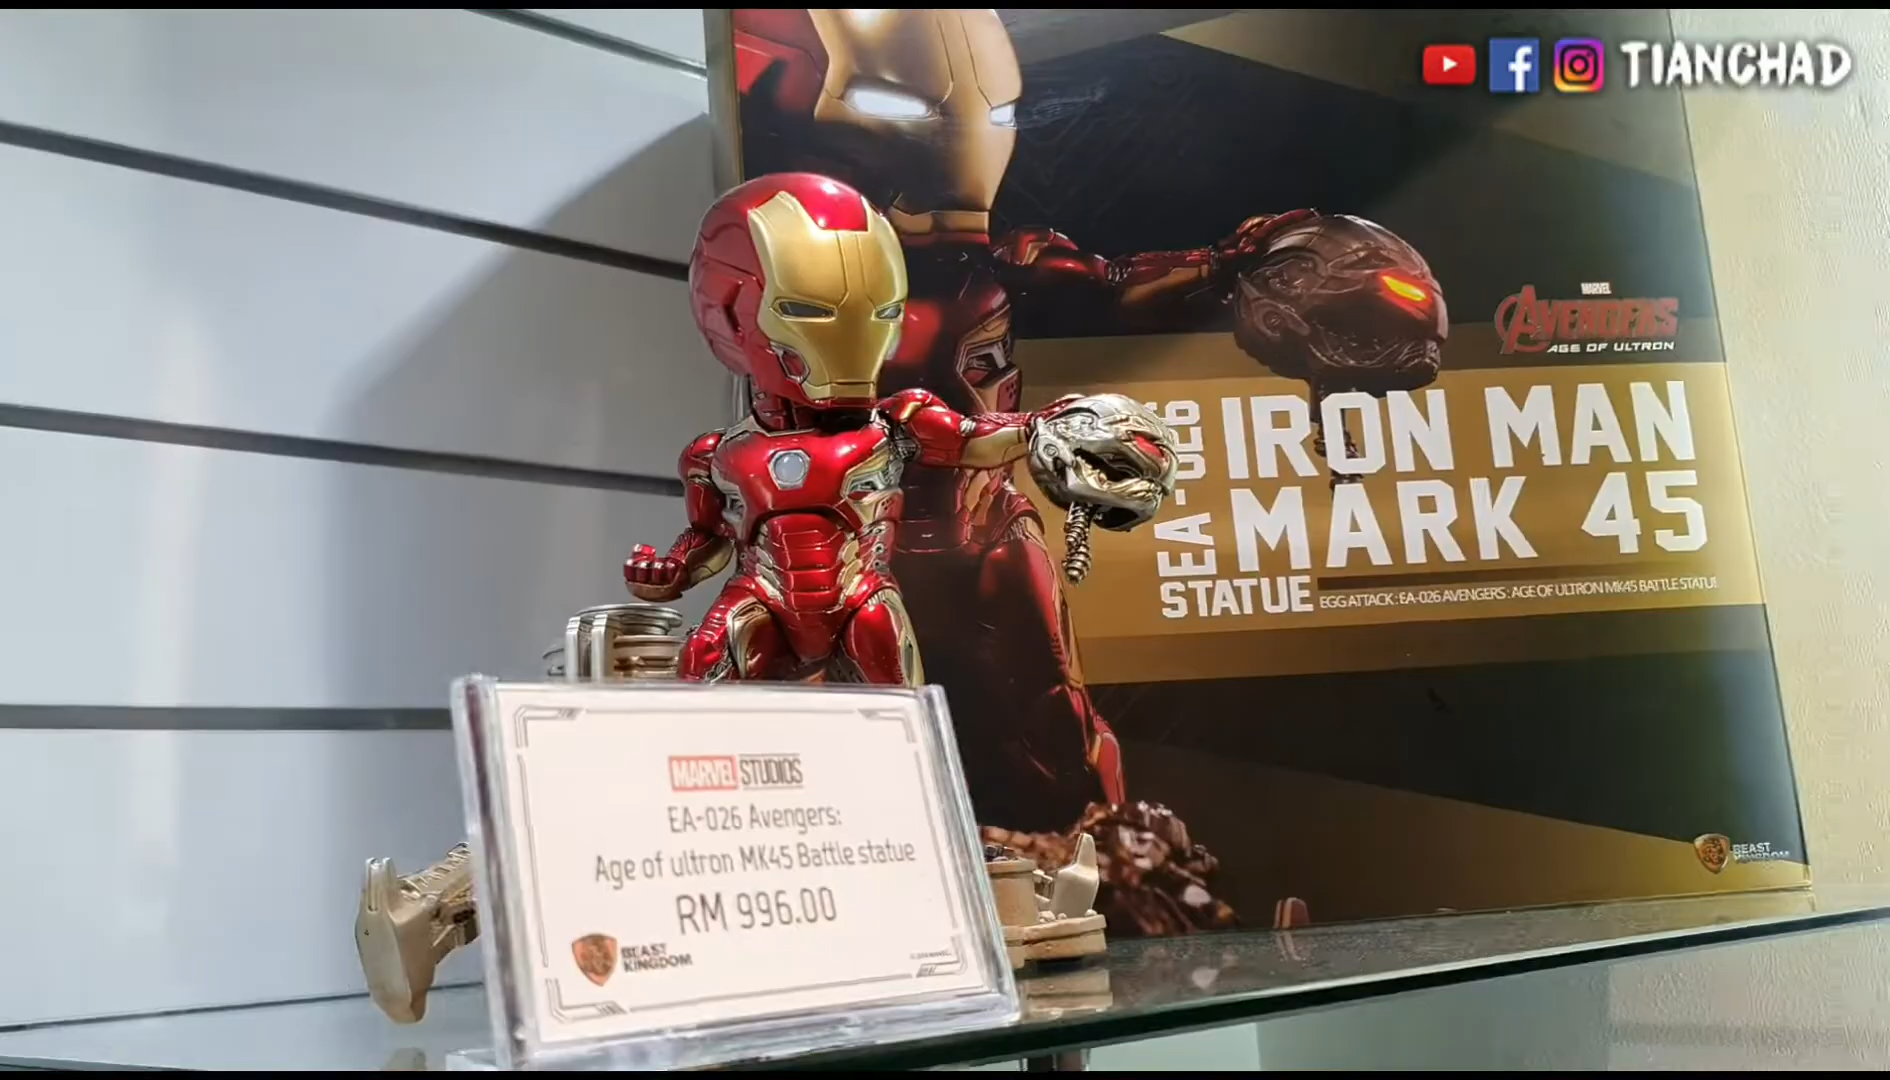 TIANCHAD
MARVEL
AVENGERS
AGE OF ULTRON
EA-026
IRON MAN
MARK 45
STATUE
EGG ATTACK : EA-026 AVENGERS : AGE OF ULTRON MK45 BATTLE STATUE
BEAST
KINGDOM
MARVEL STUDIOS
EA-026 Avengers:
Age of ultron MK45 Battle statue
RM 996.00
BEAST
KINGDOM